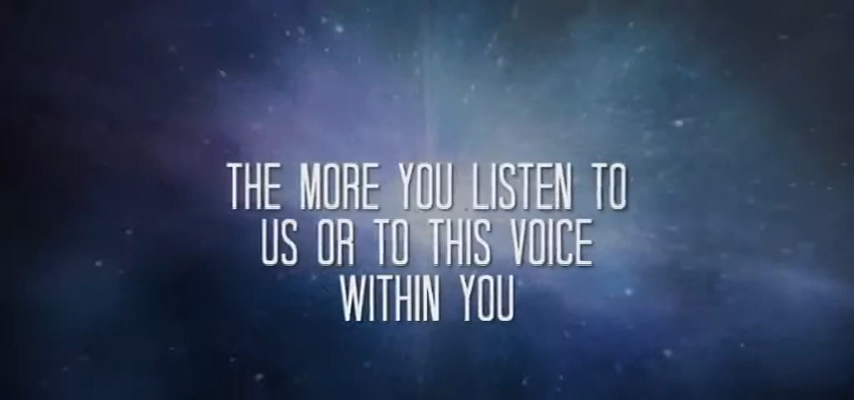 THE MORE YOU LISTEN TO
US OR TO THIS VOICE
WITHIN YOU